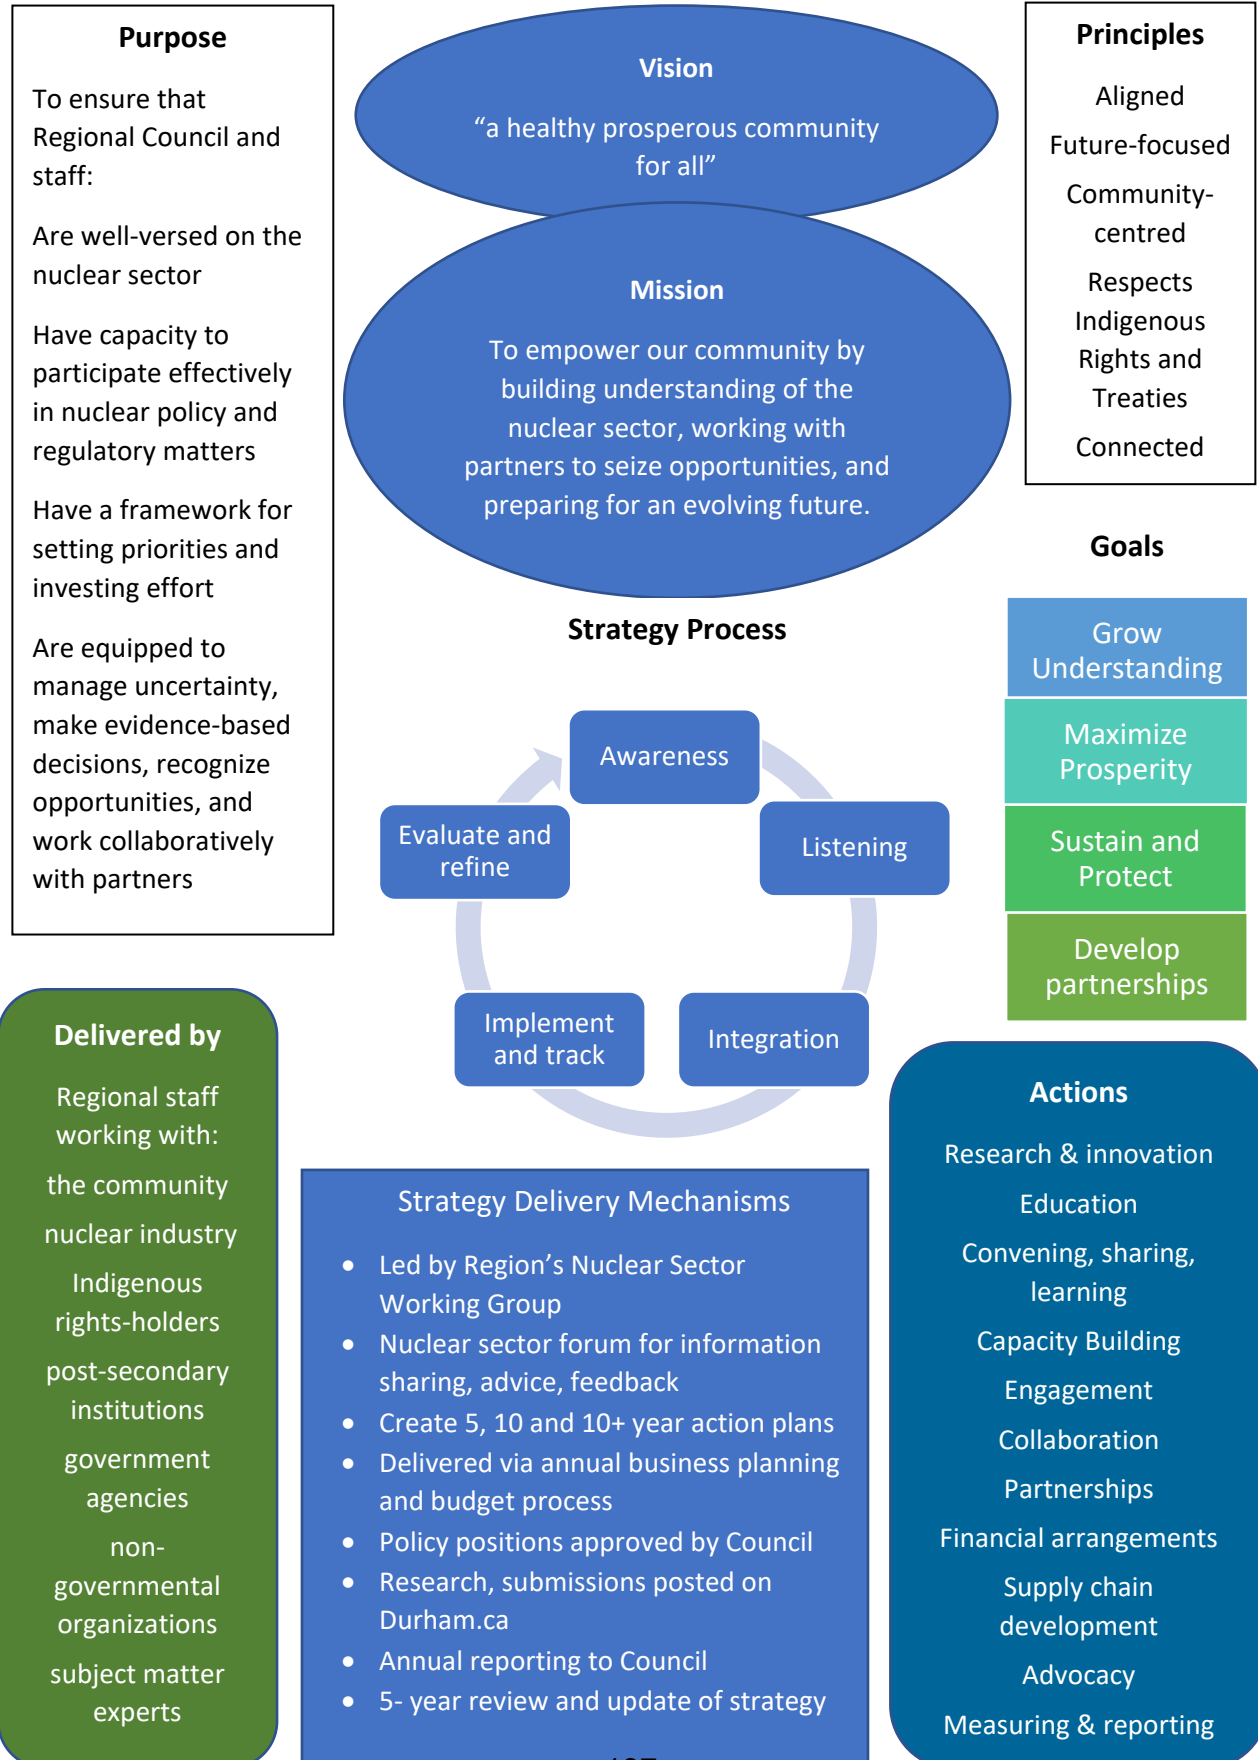 Purpose
To ensure that
Regional Council and
staff:
Are well-versed on the
nuclear sector
Have capacity to
participate effectively
in nuclear policy and
regulatory matters
Have a framework for
setting priorities and
investing effort
Are equipped to
manage uncertainty,
make evidence-based
decisions, recognize
opportunities, and
work collaboratively
with partners
Vision
“a healthy prosperous community
for all”
Mission
To empower our community by
building understanding of the
nuclear sector, working with
partners to seize opportunities, and
preparing for an evolving future.
Principles
Aligned
Future-focused
Community-
centred
Respects
Indigenous
Rights and
Treaties
Connected
Goals
Grow
Understanding
Maximize
Prosperity
Sustain and
Protect
Develop
partnerships
Strategy Process
Awareness
Listening
Integration
Implement
and track
Evaluate and
refine
Delivered by
Regional staff
working with:
the community
nuclear industry
Indigenous
rights-holders
post-secondary
institutions
government
agencies
non-
governmental
organizations
subject matter
experts
Strategy Delivery Mechanisms
• Led by Region’s Nuclear Sector
Working Group
• Nuclear sector forum for information
sharing, advice, feedback
• Create 5, 10 and 10+ year action plans
• Delivered via annual business planning
and budget process
• Policy positions approved by Council
• Research, submissions posted on
Durham.ca
• Annual reporting to Council
• 5- year review and update of strategy
Actions
Research & innovation
Education
Convening, sharing,
learning
Capacity Building
Engagement
Collaboration
Partnerships
Financial arrangements
Supply chain
development
Advocacy
Measuring & reporting